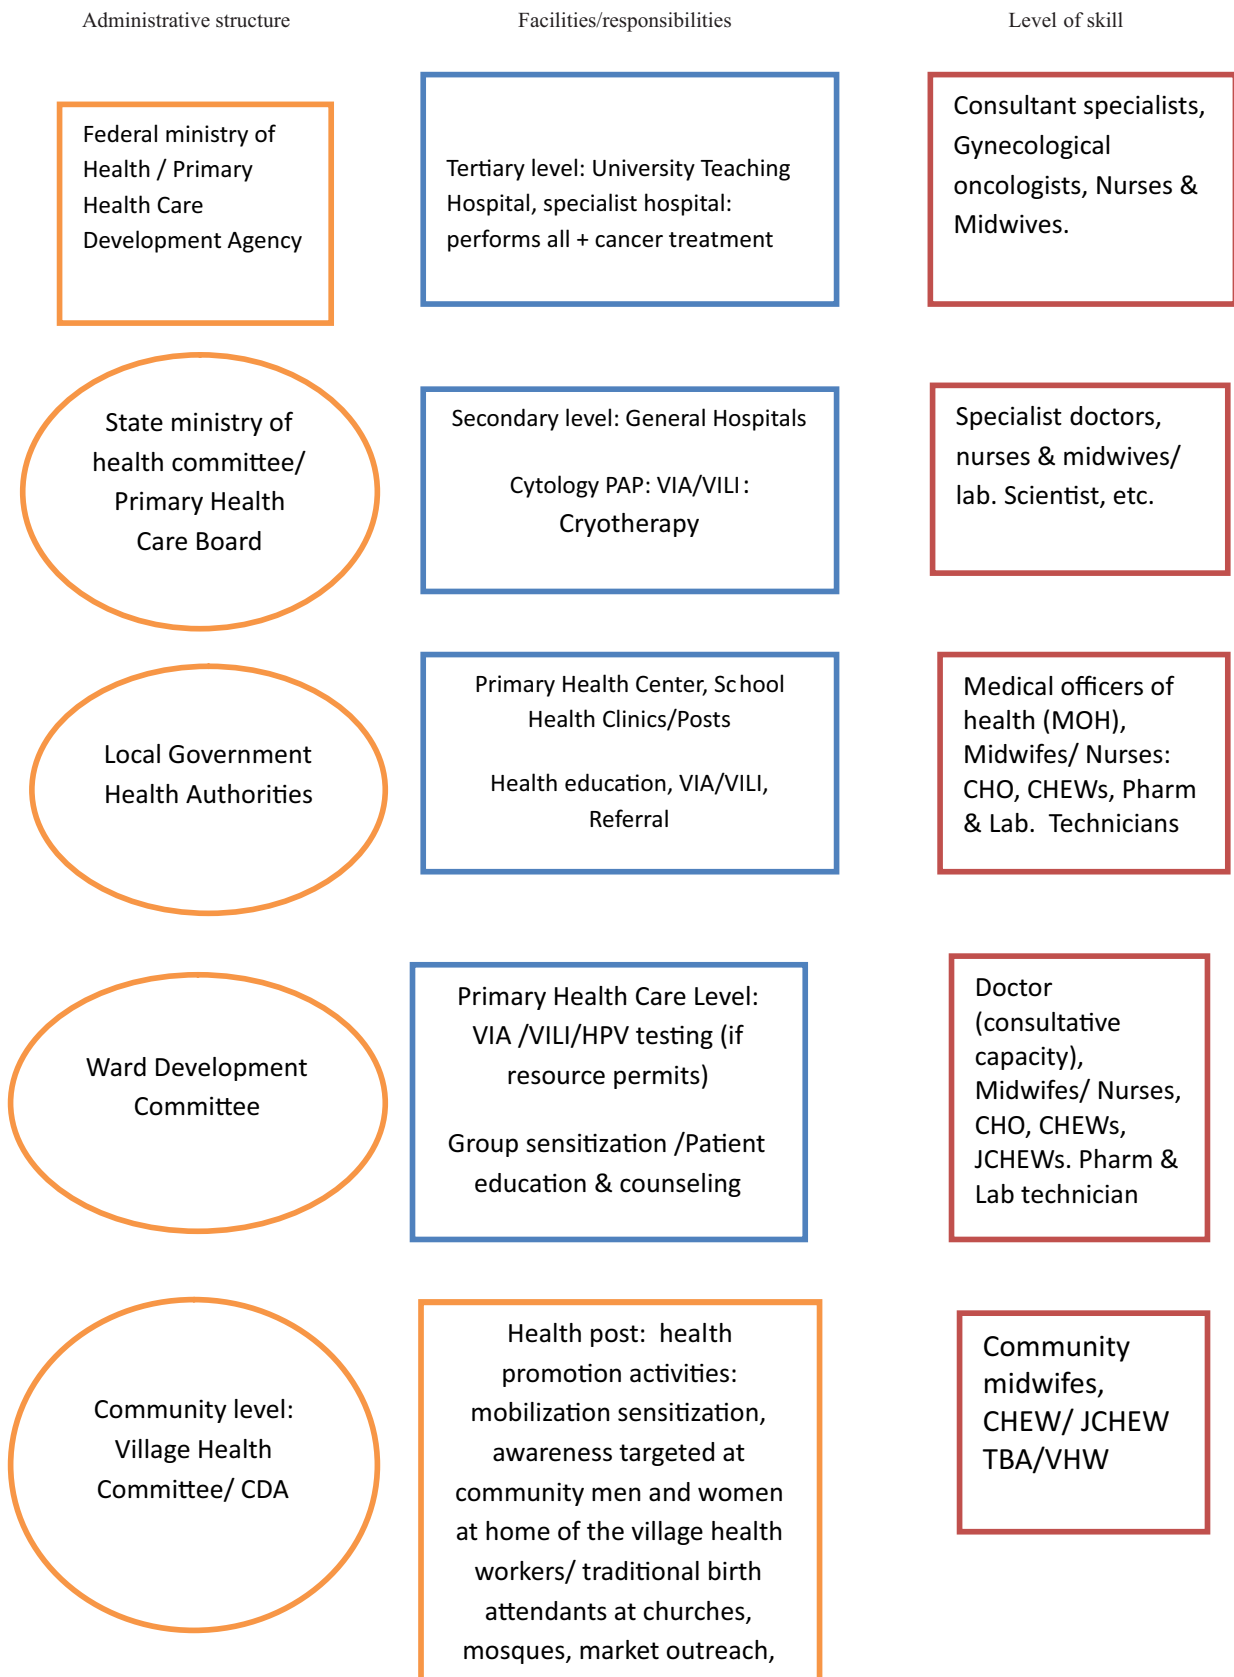 Administrative structure
Facilities/responsibilities
Level of skill
Federal ministry of
Health / Primary
Health Care
Development Agency
Tertiary level: University Teaching
Hospital, specialist hospital:
performs all + cancer treatment
Consultant specialists,
Gynecological
oncologists, Nurses &
Midwives.
State ministry of
health committee/
Primary Health
Care Board
Secondary level: General Hospitals
Cytology PAP: VIA/VILI:
Cryotherapy
Specialist doctors,
nurses & midwives/
lab. Scientist, etc.
Local Government
Health Authorities
Primary Health Center, School
Health Clinics/Posts
Health education, VIA/VILI,
Referral
Medical officers of
health (MOH),
Midwifes/ Nurses:
CHO, CHEWs, Pharm
& Lab. Technicians
Ward Development
Committee
Primary Health Care Level:
VIA /VILI/HPV testing (if
resource permits)
Group sensitization /Patient
education & counseling
Doctor
(consultative
capacity),
Midwifes/ Nurses,
CHO, CHEWs,
JCHEWs. Pharm &
Lab technician
Community level:
Village Health
Committee/ CDA
Health post: health
promotion activities:
mobilization sensitization,
awareness targeted at
community men and women
at home of the village health
workers/ traditional birth
attendants at churches,
mosques, market outreach,
Community
midwifes,
CHEW/ JCHEW
TBA/VHW